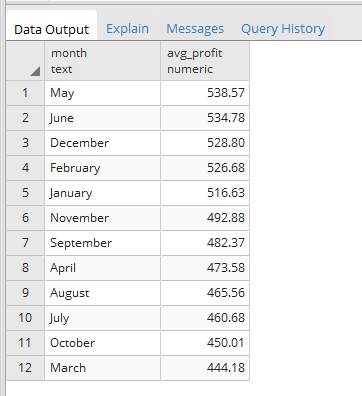 Data Output Explain Messages Query History
month avg_profit
text numeric
1 May 538.57
2 June 534.78
3 December 528.80
4 February 526.68
5 January 516.63
6 November 492.88
7 September 482.37
8 April 473.58
9 August 465.56
10 July 460.68
11 October 450.01
12 March 444.18